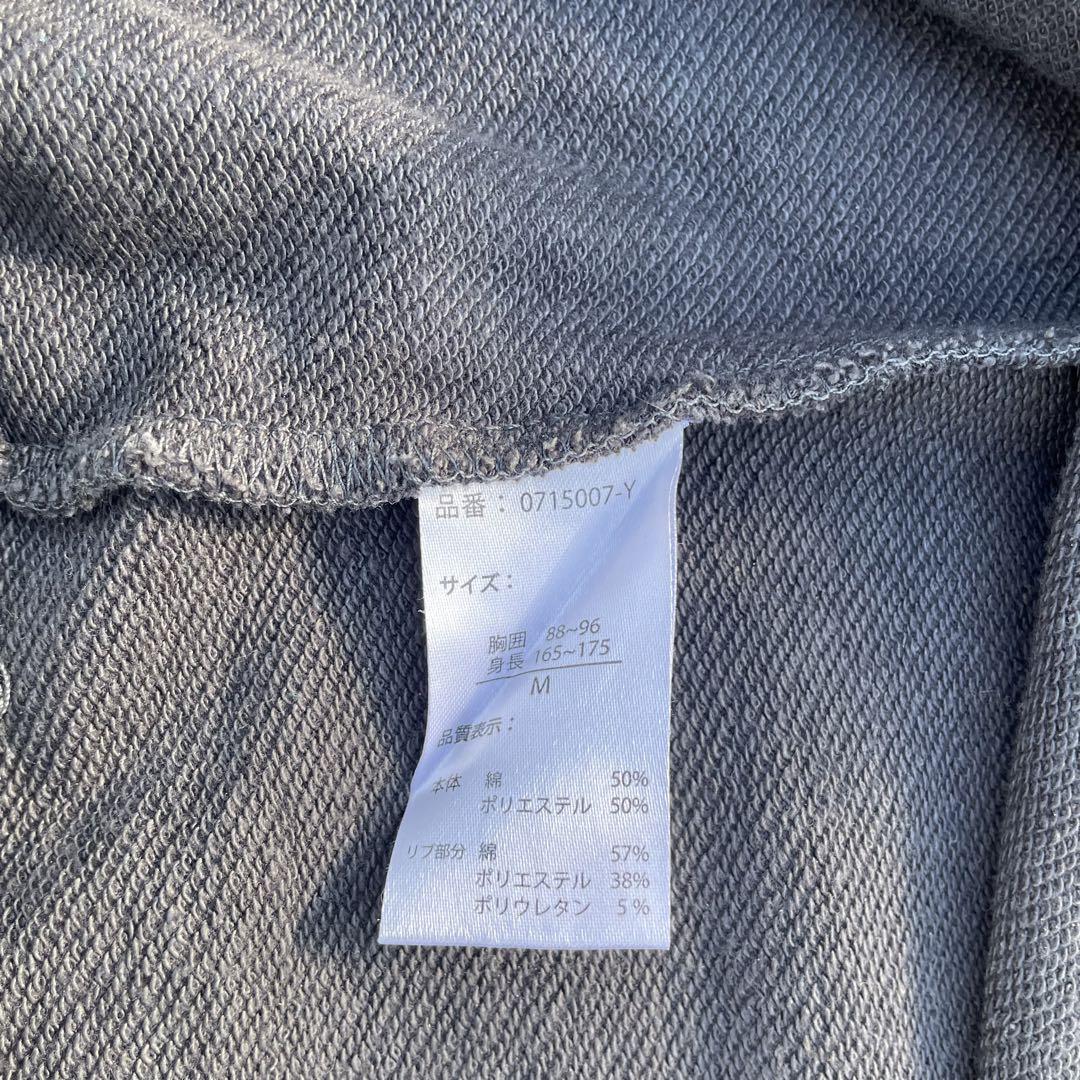 品番： 0715007-Y
サイズ：
胸囲 88~96
身長 165~175
M
品質表示：
本体 綿 50%
ポリエステル 50%
リブ部分 綿 57%
ポリエステル 38%
ポリウレタン 5%